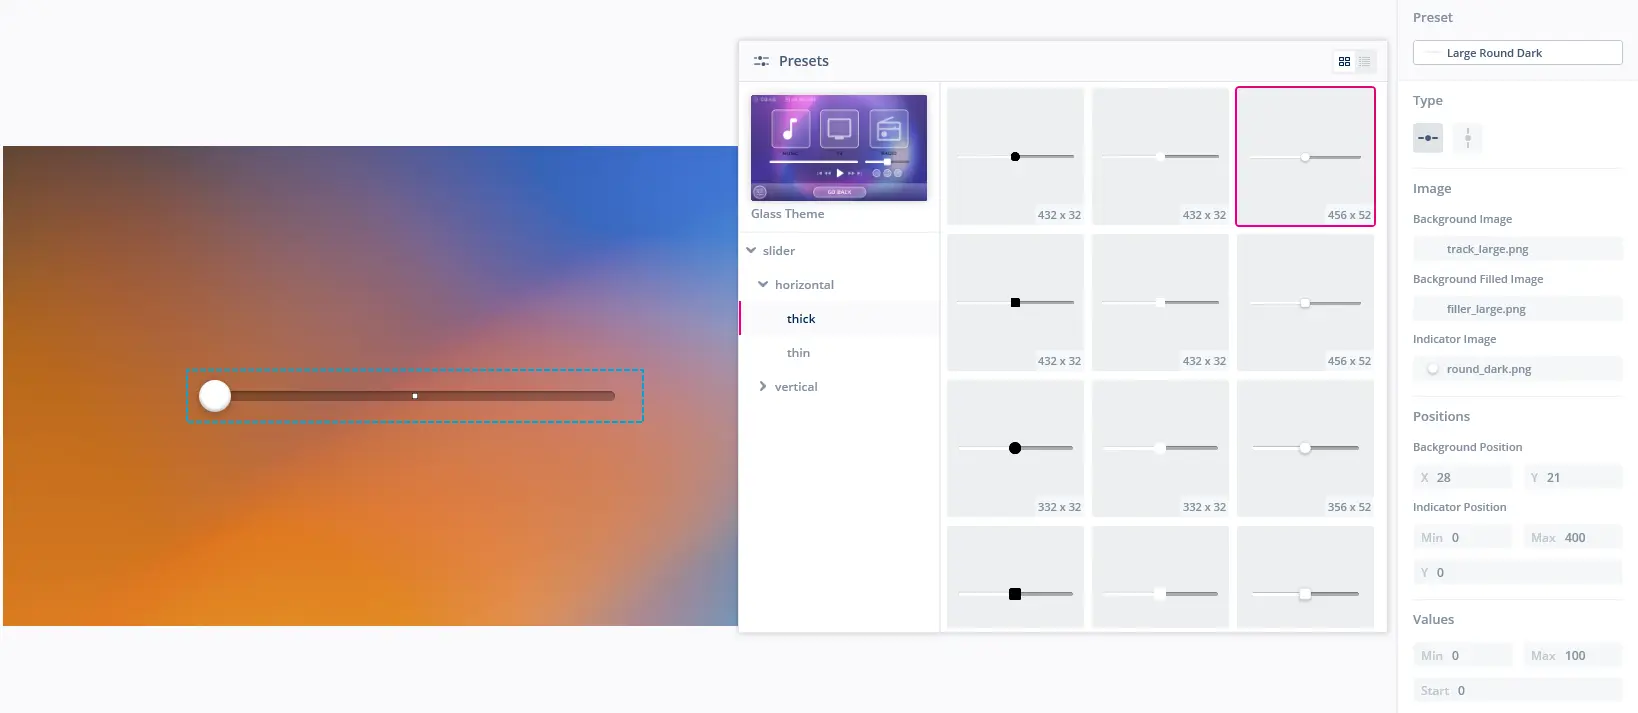 Presets
MUSIC
TV
RADIO
GO BACK
Glass Theme
slider
horizontal
thick
thin
vertical
432 x 32
432 x 32
456 x 52
432 x 32
432 x 32
456 x 52
332 x 32
332 x 32
356 x 52
Preset
Large Round Dark
Type
Image
Background Image
track_large.png
Background Filled Image
filler_large.png
Indicator Image
round_dark.png
Positions
Background Position
X 28
Y 21
Indicator Position
Min 0
Max 400
Y 0
Values
Min 0
Max 100
Start 0